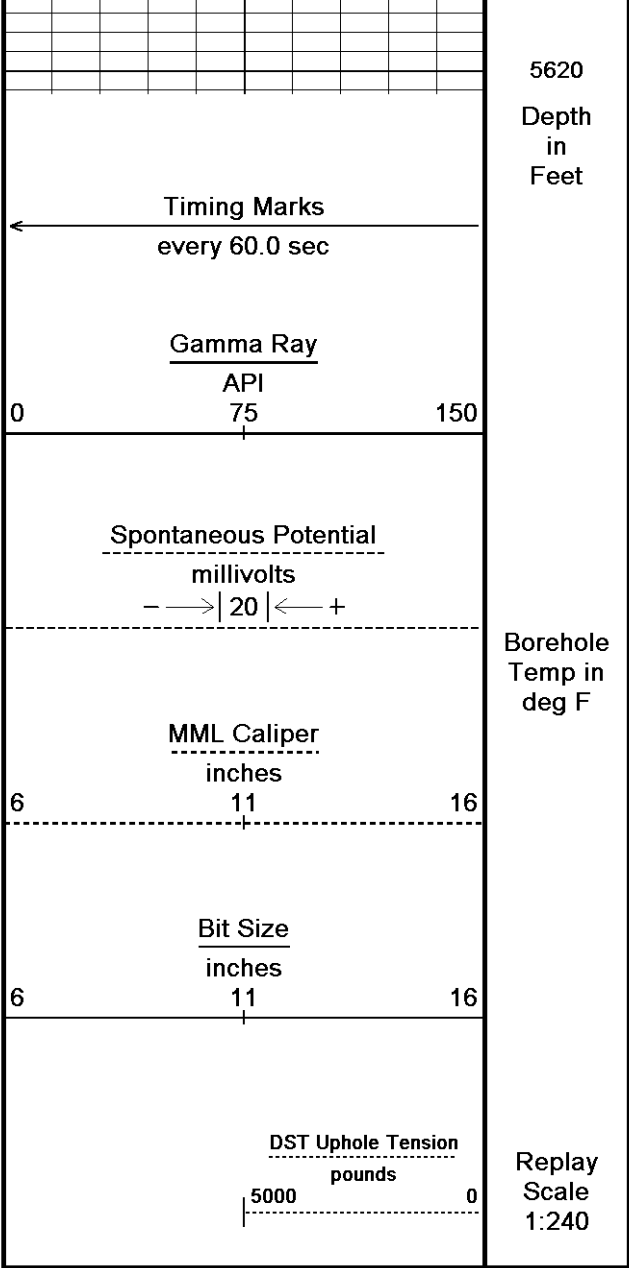 5620
Depth
in
Feet
Timing Marks
every 60.0 sec
Gamma Ray
API
0 75 150
Spontaneous Potential
millivolts
− →| 20 |← +
Borehole
Temp in
deg F
MML Caliper
inches
6 11 16
Bit Size
inches
6 11 16
DST Uphole Tension
pounds
5000 0
Replay
Scale
1:240